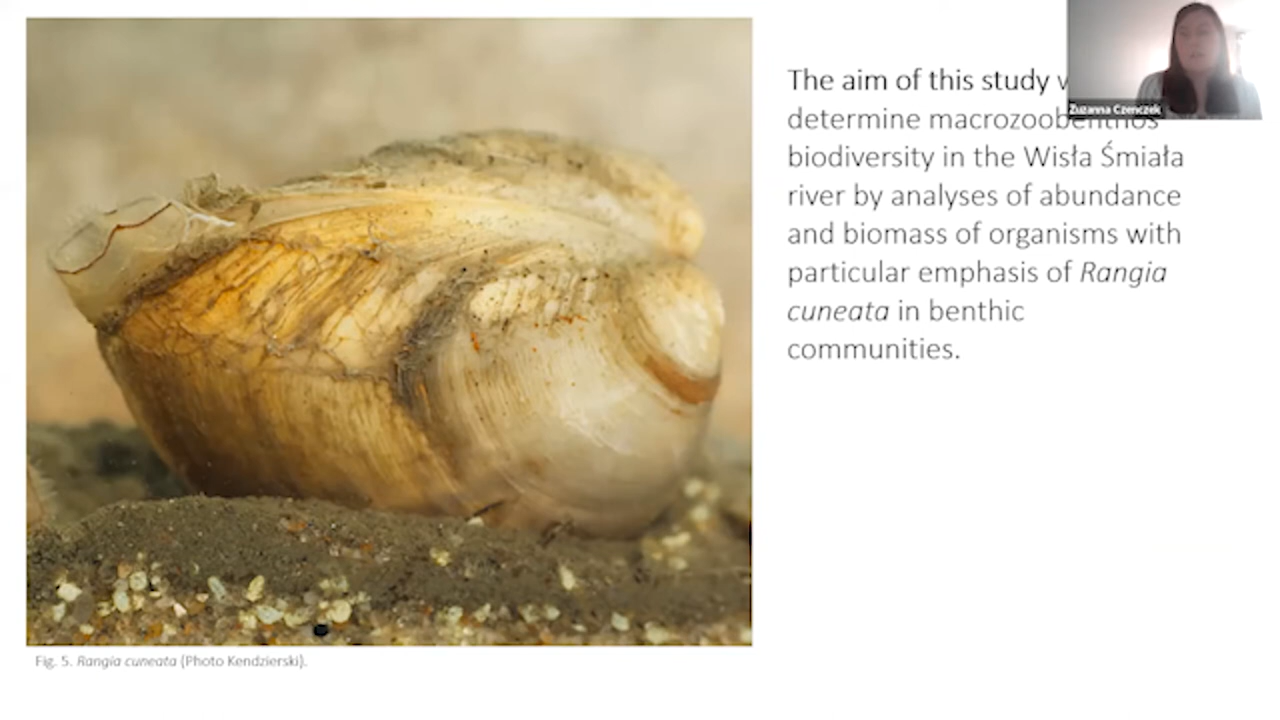 The aim of this study
determine macrozoobenthos
biodiversity in the Wisła Śmiała
river by analyses of abundance
and biomass of organisms with
particular emphasis of Rangia
cuneata in benthic
communities.
Zuzanna Czenczek
Fig. 5. Rangia cuneata (Photo Kendzierski).